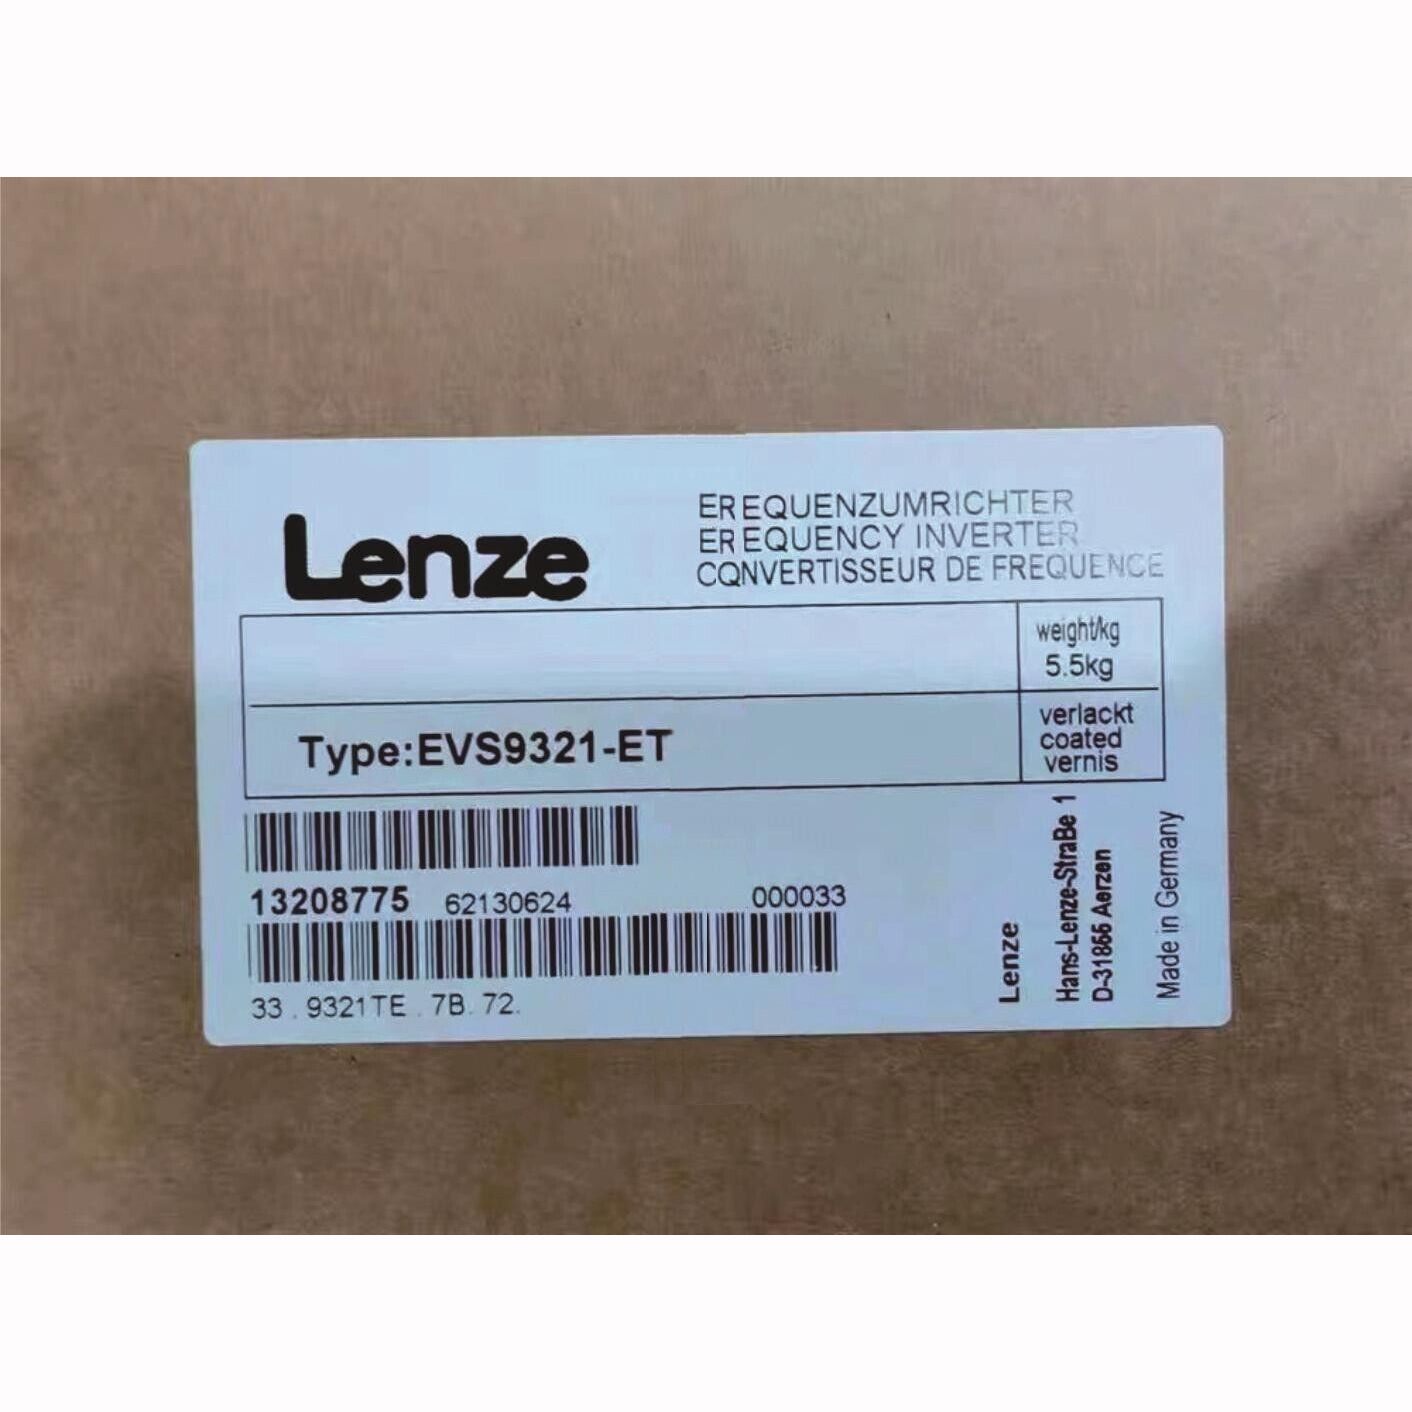 Lenze
EREQUENZUMRICHTER
EREQUENCY INVERTER
CQNVERTISSEUR DE FREQUENCE
weight/kg
5.5kg
Type:EVS9321-ET
verlackt
coated
vernis
13208775 62130624 000033
33 . 9321TE . 7B. 72.
Lenze
Hans-Lenze-StraBe 1
D-31855 Aerzen
Made in Germany